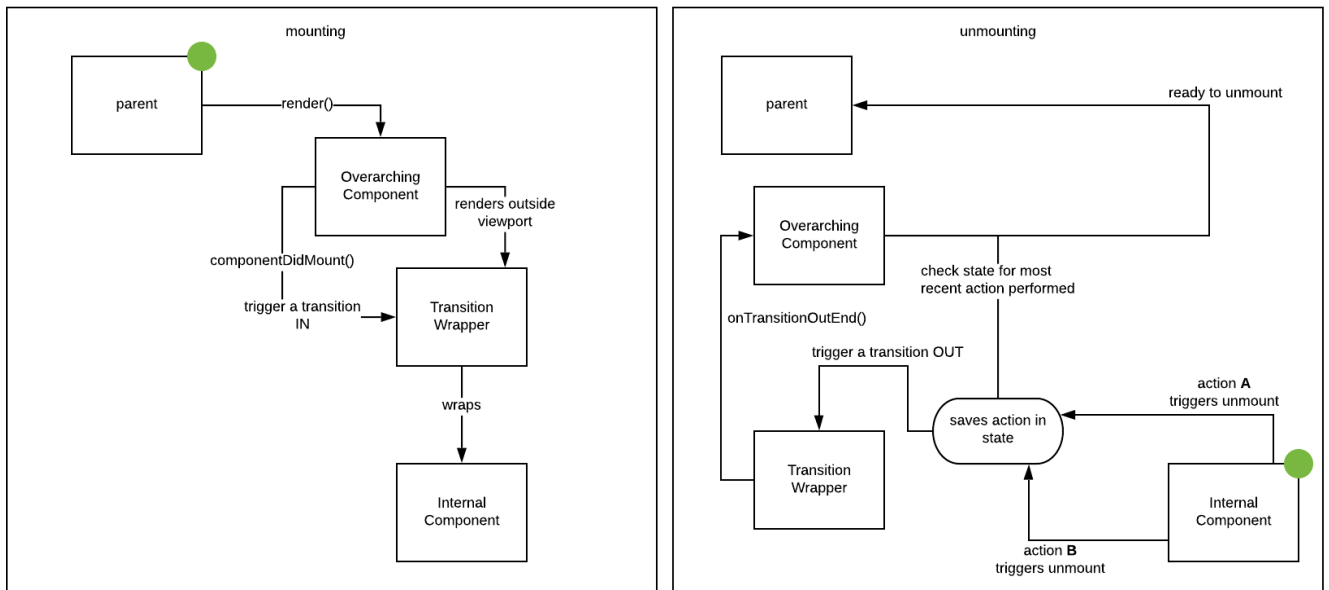 mounting
parent
render()
Overarching
Component
renders outside
viewport
componentDidMount()
trigger a transition
IN
Transition
Wrapper
wraps
Internal
Component
unmounting
parent
ready to unmount
Overarching
Component
check state for most
recent action performed
onTransitionOutEnd()
trigger a transition OUT
action A
triggers unmount
saves action in
state
Transition
Wrapper
Internal
Component
action B
triggers unmount